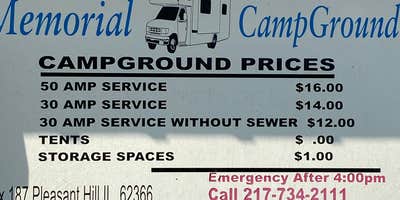 Memorial CampGround
CAMPGROUND PRICES
50 AMP SERVICE $16.00
30 AMP SERVICE $14.00
30 AMP SERVICE WITHOUT SEWER $12.00
TENTS $ .00
STORAGE SPACES $1.00
Emergency After 4:00pm
x 187 Pleasant Hill IL 62366 Call 217-734-2111